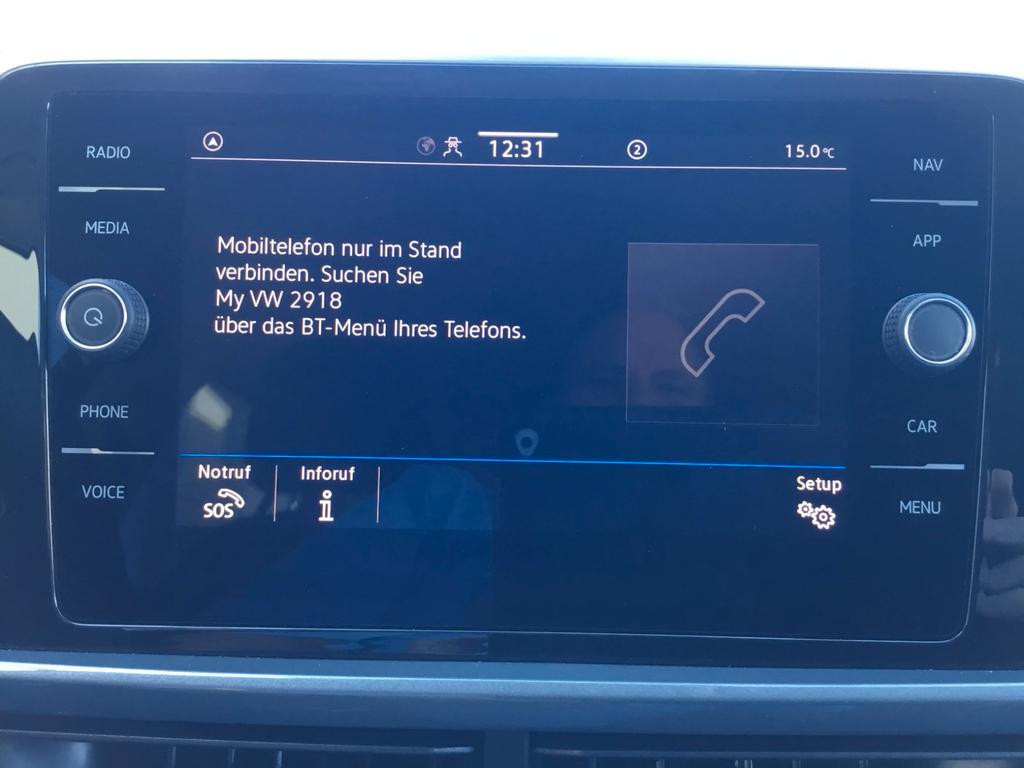 RADIO
MEDIA
PHONE
VOICE
12:31
2
15.0°C
Mobiltelefon nur im Stand
verbinden. Suchen Sie
My VW 2918
über das BT-Menü Ihres Telefons.
Notruf
SOS
Inforuf
i
Setup
NAV
APP
CAR
MENU